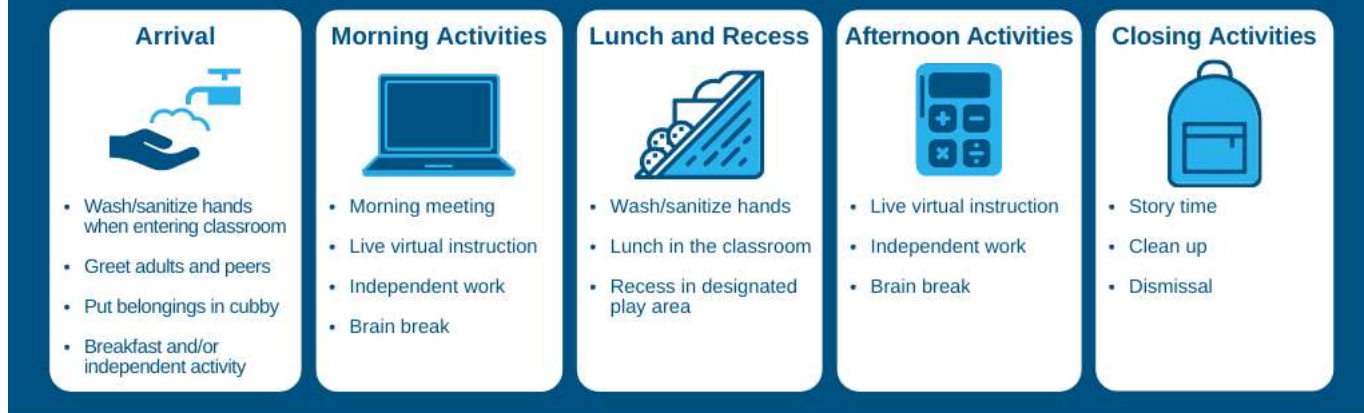 Arrival
• Wash/sanitize hands
when entering classroom
• Greet adults and peers
• Put belongings in cubby
• Breakfast and/or
independent activity
Morning Activities
• Morning meeting
• Live virtual instruction
• Independent work
• Brain break
Lunch and Recess
• Wash/sanitize hands
• Lunch in the classroom
• Recess in designated
play area
Afternoon Activities
• Live virtual instruction
• Independent work
• Brain break
Closing Activities
• Story time
• Clean up
• Dismissal